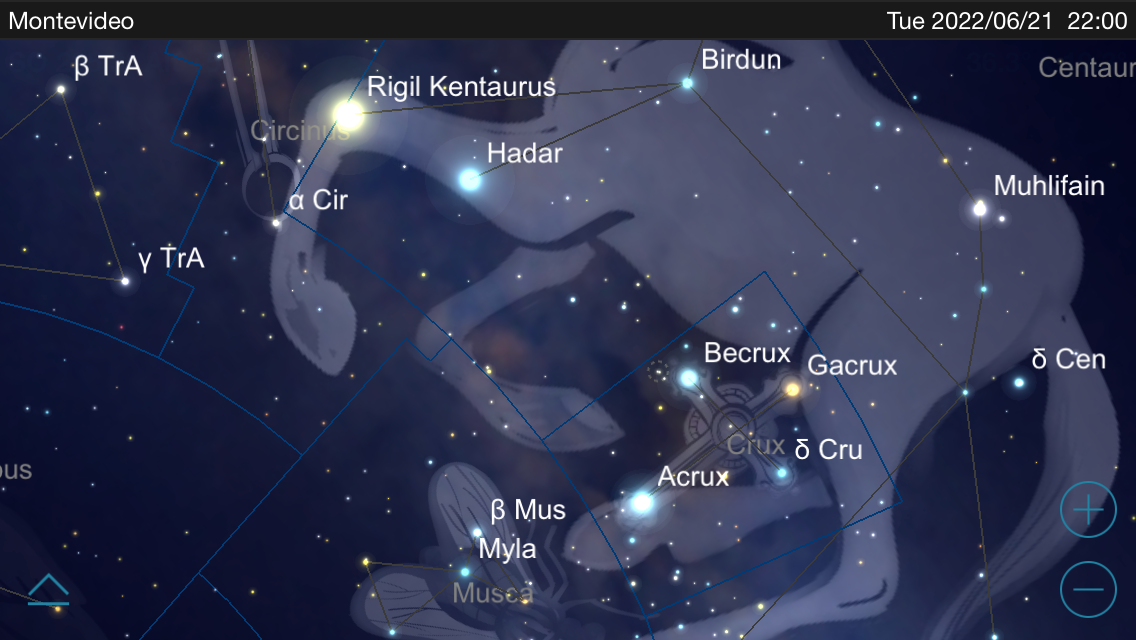 Montevideo
Tue 2022/06/21 22:00
β TrA
Birdun
Centaur
Rigil Kentaurus
Circinus
Hadar
Muhlifain
α Cir
γ TrA
Becrux
Gacrux
δ Cen
Crux
δ Cru
pus
Acrux
β Mus
Myla
Musca